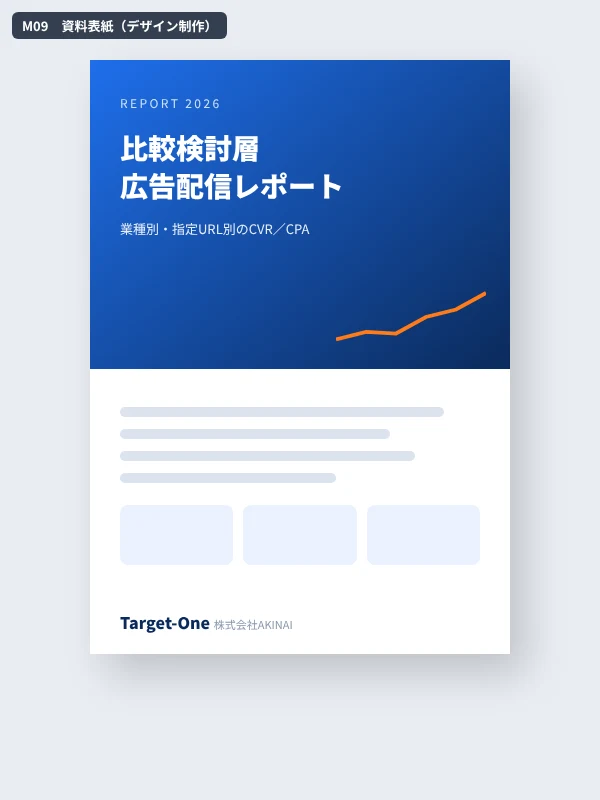 M09 資料表紙（デザイン制作）
REPORT 2026
比較検討層
広告配信レポート
業種別・指定URL別のCVR／CPA
Target-One 株式会社AKINAI